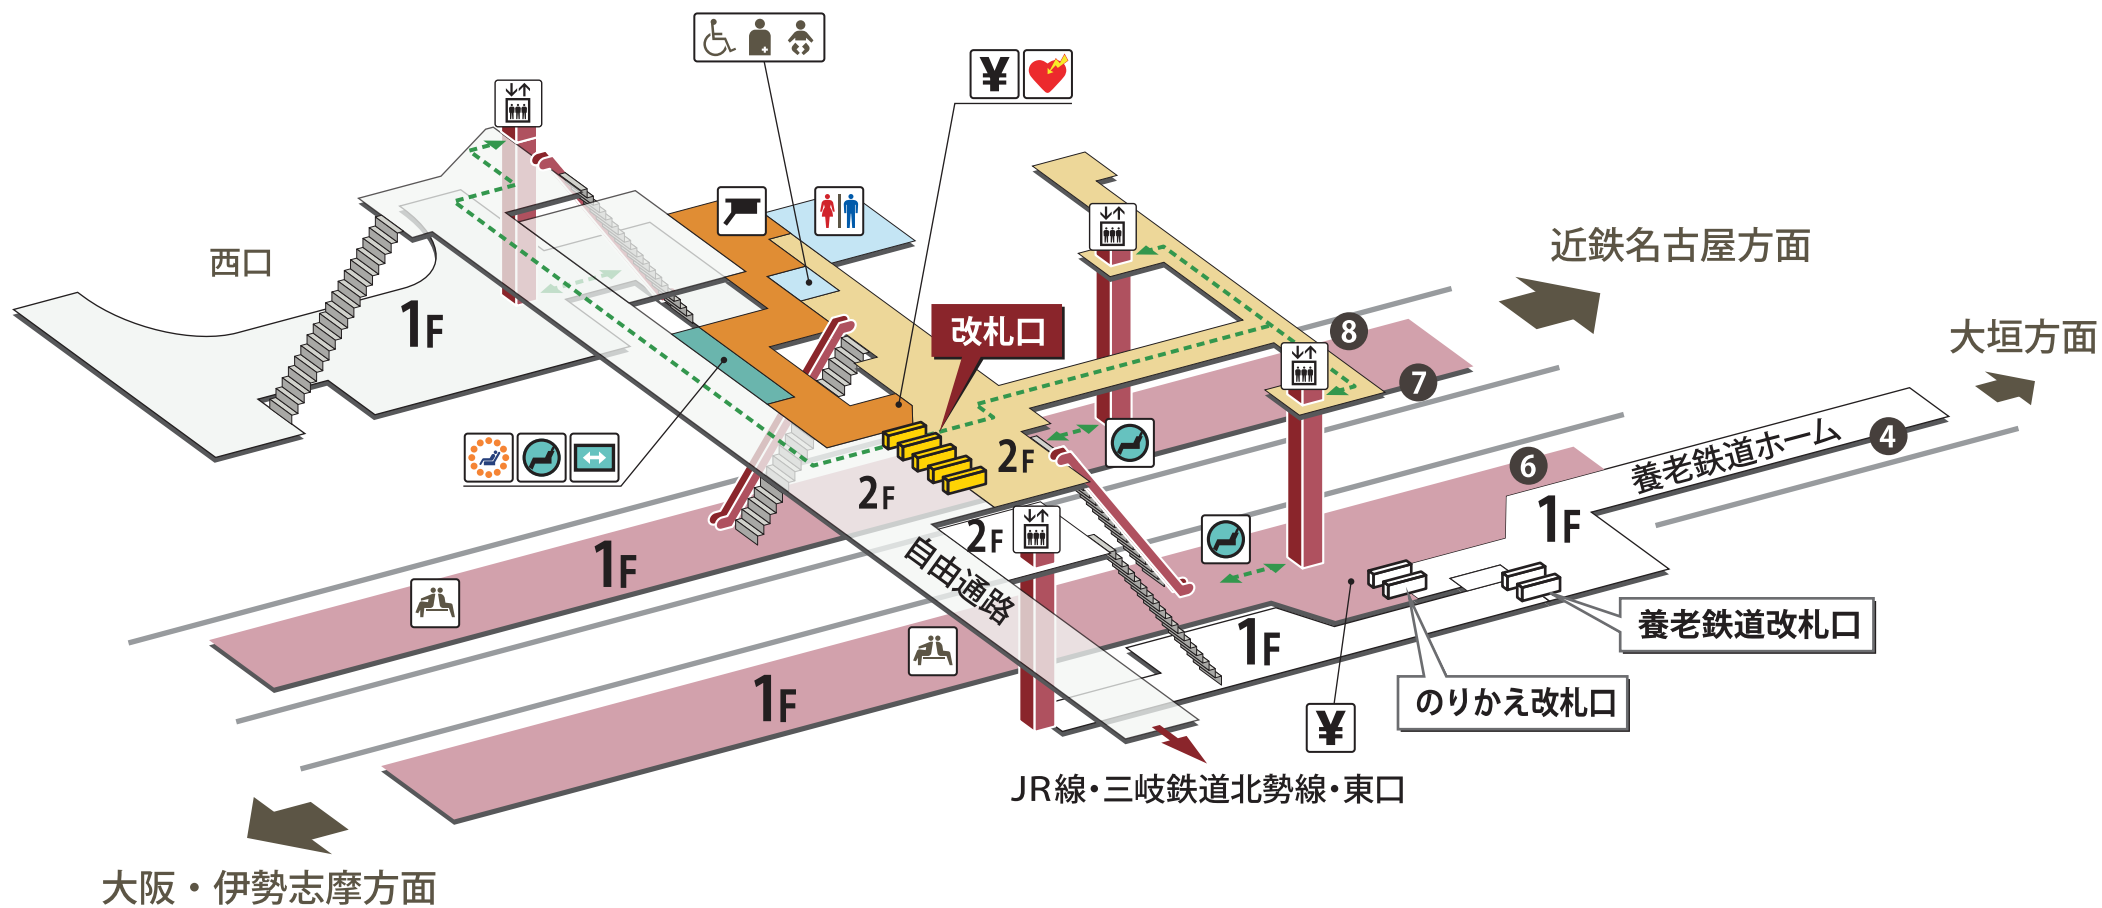 ¥
西口
1F
改札口
近鉄名古屋方面
大垣方面
8
7
4
養老鉄道ホーム
6
2F
2F
2F
1F
1F
自由通路
1F
養老鉄道改札口
のりかえ改札口
1F
¥
JR線・三岐鉄道北勢線・東口
大阪・伊勢志摩方面